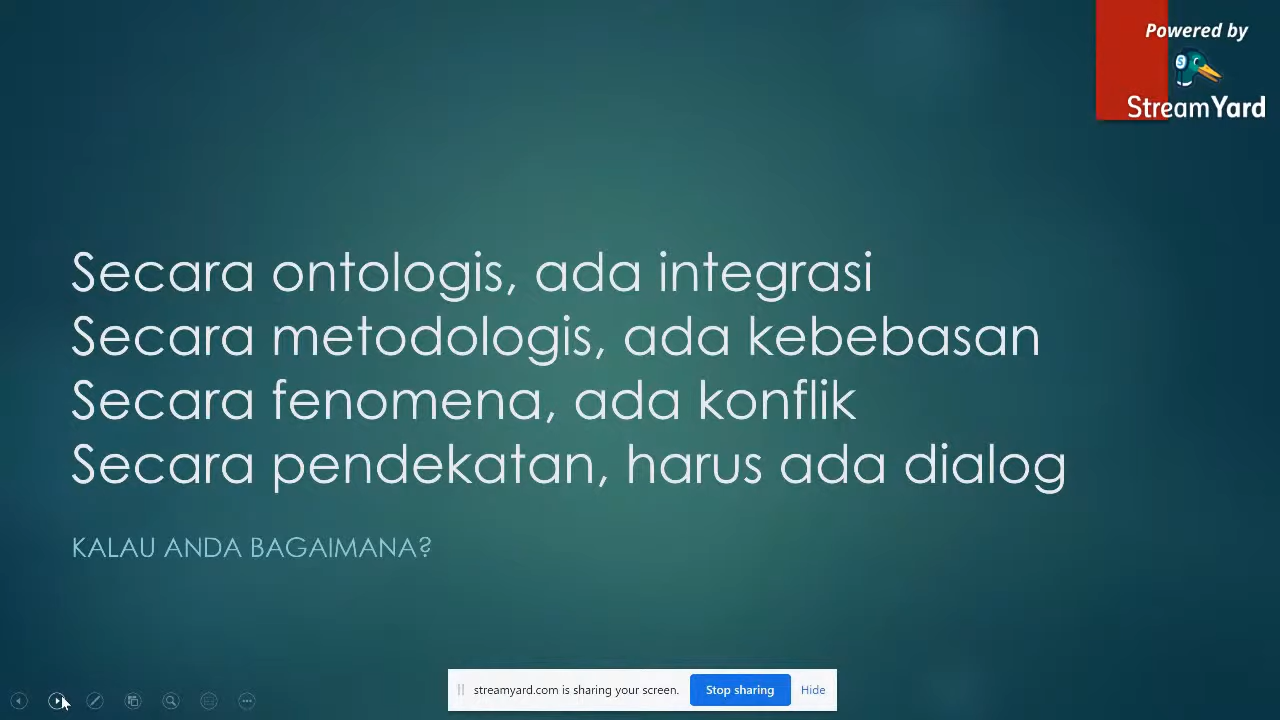 Powered by
StreamYard
Secara ontologis, ada integrasi
Secara metodologis, ada kebebasan
Secara fenomena, ada konflik
Secara pendekatan, harus ada dialog
KALAU ANDA BAGAIMANA?
streamyard.com is sharing your screen. Stop sharing Hide